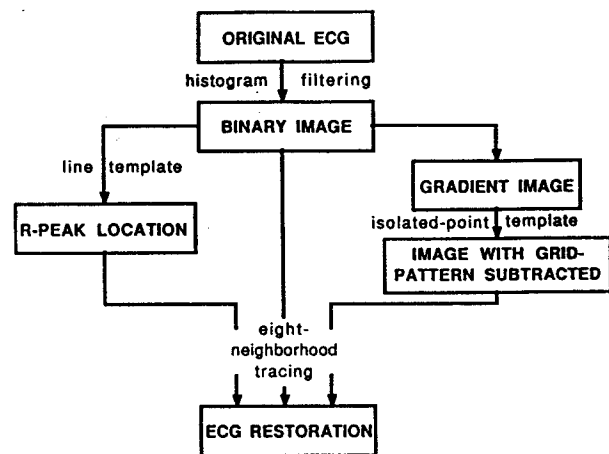 ORIGINAL ECG
histogram filtering
BINARY IMAGE
line template
GRADIENT IMAGE
R-PEAK LOCATION
isolated-point template
IMAGE WITH GRID-
PATTERN SUBTRACTED
eight-
neighborhood
tracing
ECG RESTORATION